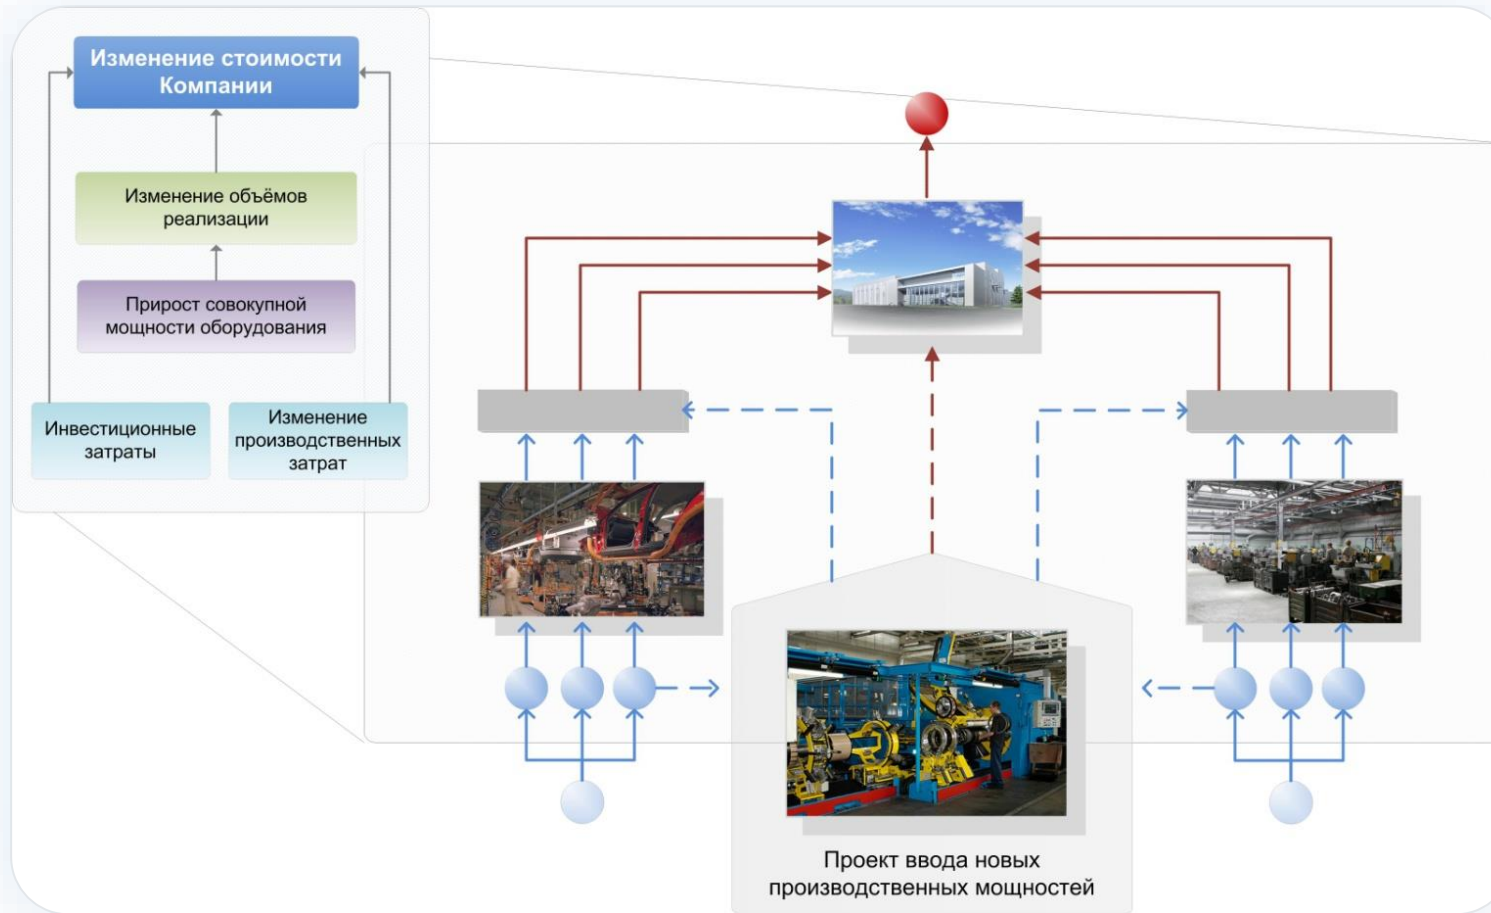 Изменение стоимости
Компании
Изменение объёмов
реализации
Прирост совокупной
мощности оборудования
Инвестиционные
затраты
Изменение
производственных
затрат
Проект ввода новых
производственных мощностей